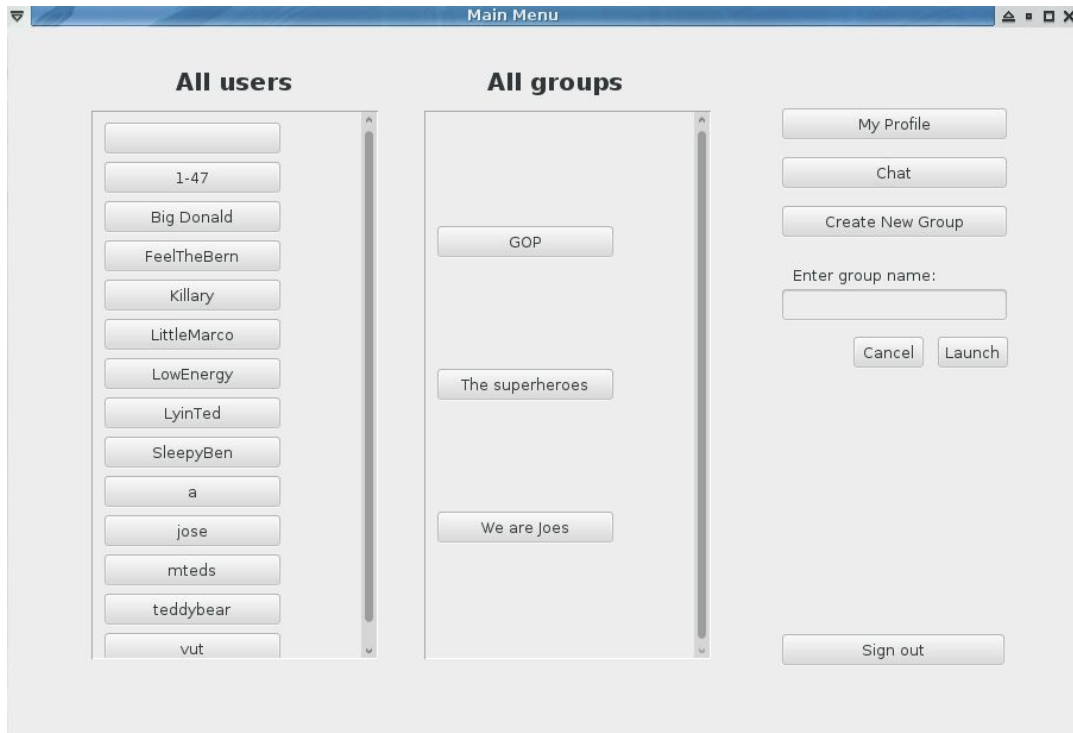 Main Menu
All users
1-47
Big Donald
FeelTheBern
Killary
LittleMarco
LowEnergy
LyinTed
SleepyBen
a
jose
mteds
teddybear
vut
All groups
GOP
The superheroes
We are Joes
My Profile
Chat
Create New Group
Enter group name:
Cancel Launch
Sign out